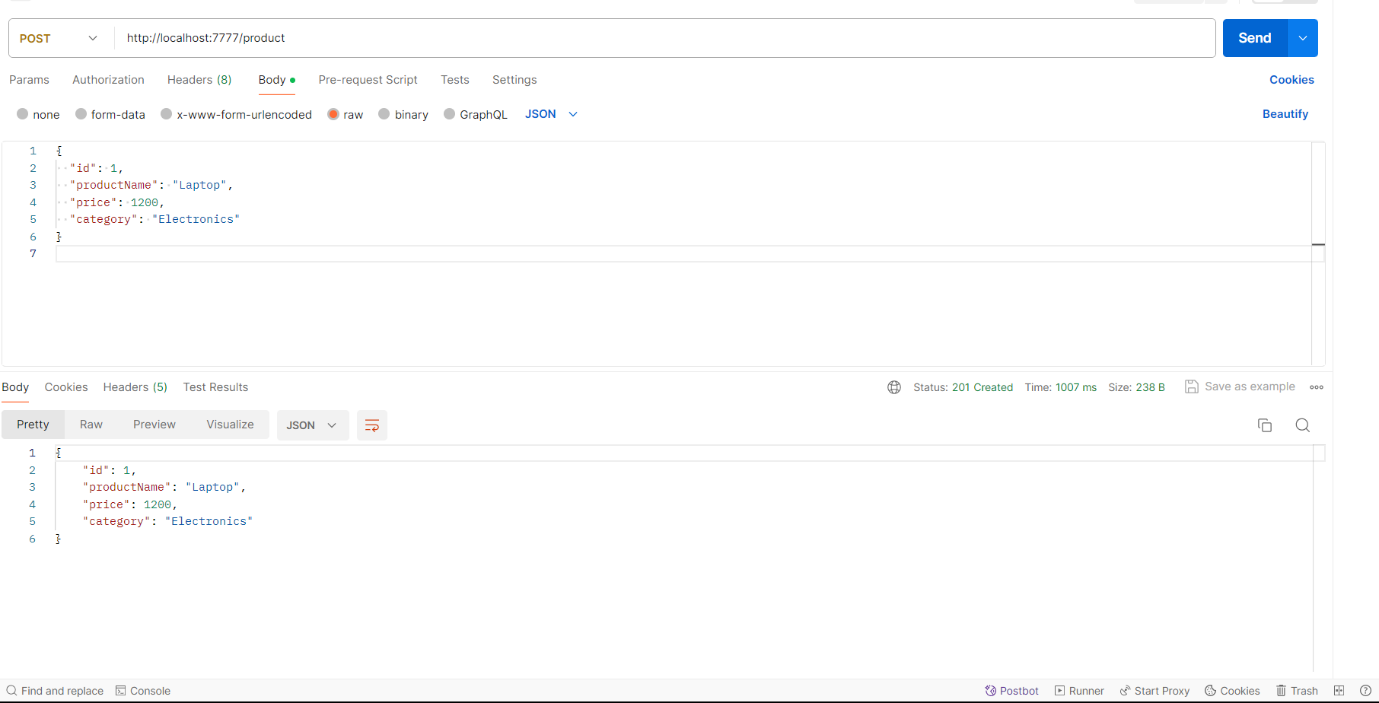 POST http://localhost:7777/product Send
Params Authorization Headers (8) Body Pre-request Script Tests Settings Cookies
none form-data x-www-form-urlencoded raw binary GraphQL JSON Beautify
1 {
2 "id": 1,
3 "productName": "Laptop",
4 "price": 1200,
5 "category": "Electronics"
6 }
7
Body Cookies Headers (5) Test Results Status: 201 Created Time: 1007 ms Size: 238 B Save as example
Pretty Raw Preview Visualize JSON
1 {
2 "id": 1,
3 "productName": "Laptop",
4 "price": 1200,
5 "category": "Electronics"
6 }
Find and replace Console Postbot Runner Start Proxy Cookies Trash